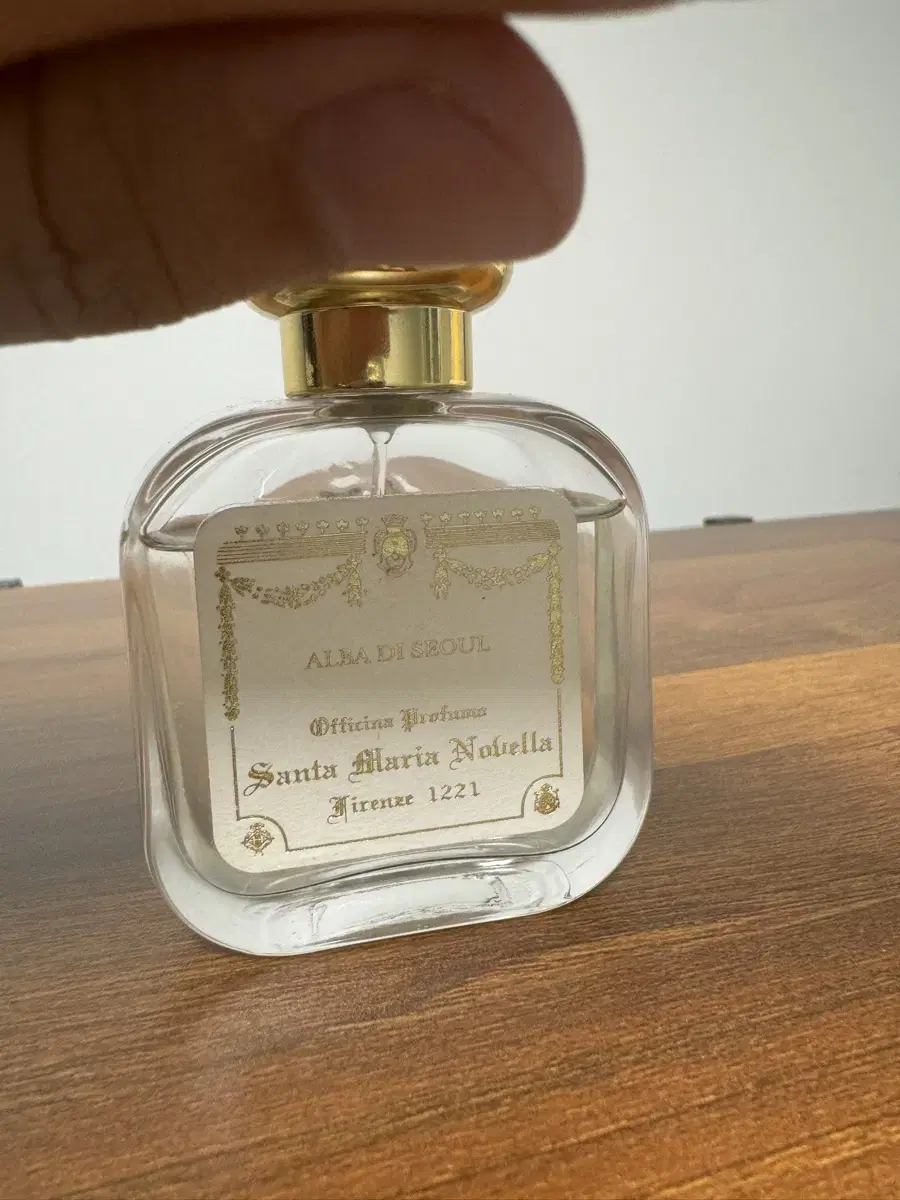 ALBA DI SEOUL
Officina Profumo
Santa Maria Novella
Firenze 1221